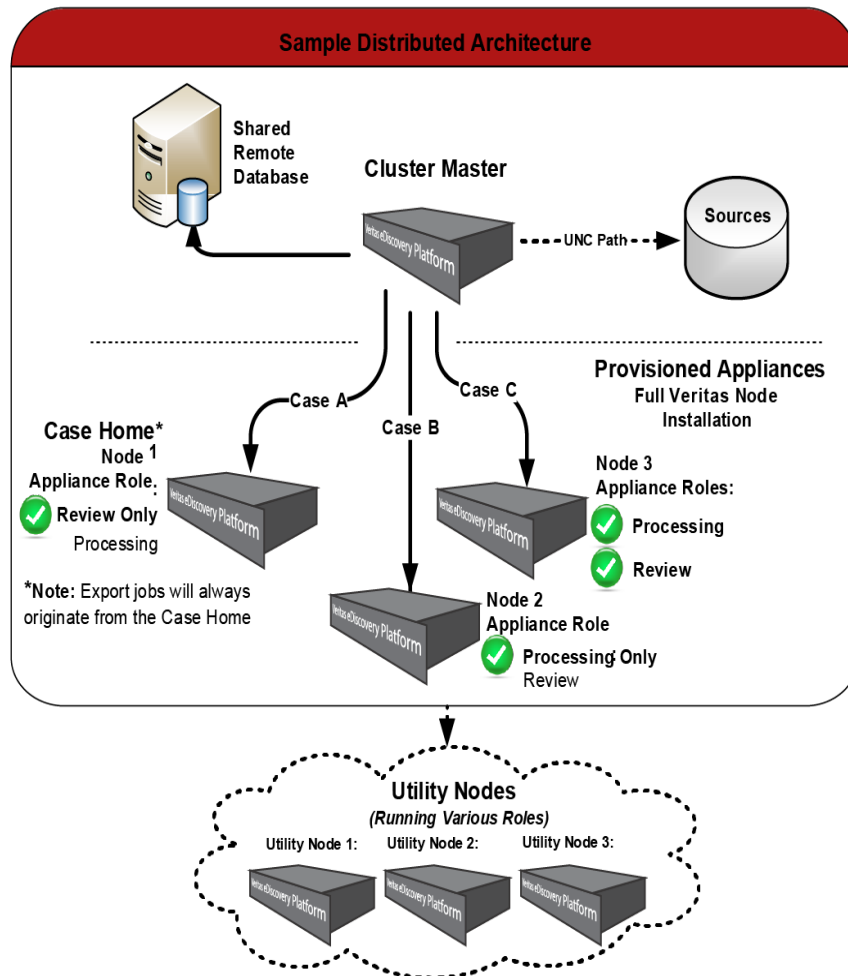 Sample Distributed Architecture
Shared
Remote
Database
Cluster Master
Veritas eDiscovery Platform
UNC Path
Sources
Case A
Case B
Case C
Provisioned Appliances
Full Veritas Node
Installation
Case Home*
Node 1
Appliance Role
:
Review Only
Processing
Veritas eDiscovery Platform
*Note: Export jobs will always
originate from the Case Home
Node 3
Appliance Roles:
Processing
Review
Veritas eDiscovery Platform
Node 2
Appliance Role
:
Processing Only
Review
Veritas eDiscovery Platform
Utility Nodes
(Running Various Roles)
Utility Node 1:
Utility Node 2:
Utility Node 3:
Veritas eDiscovery Platform
Veritas eDiscovery Platform
Veritas eDiscovery Platform